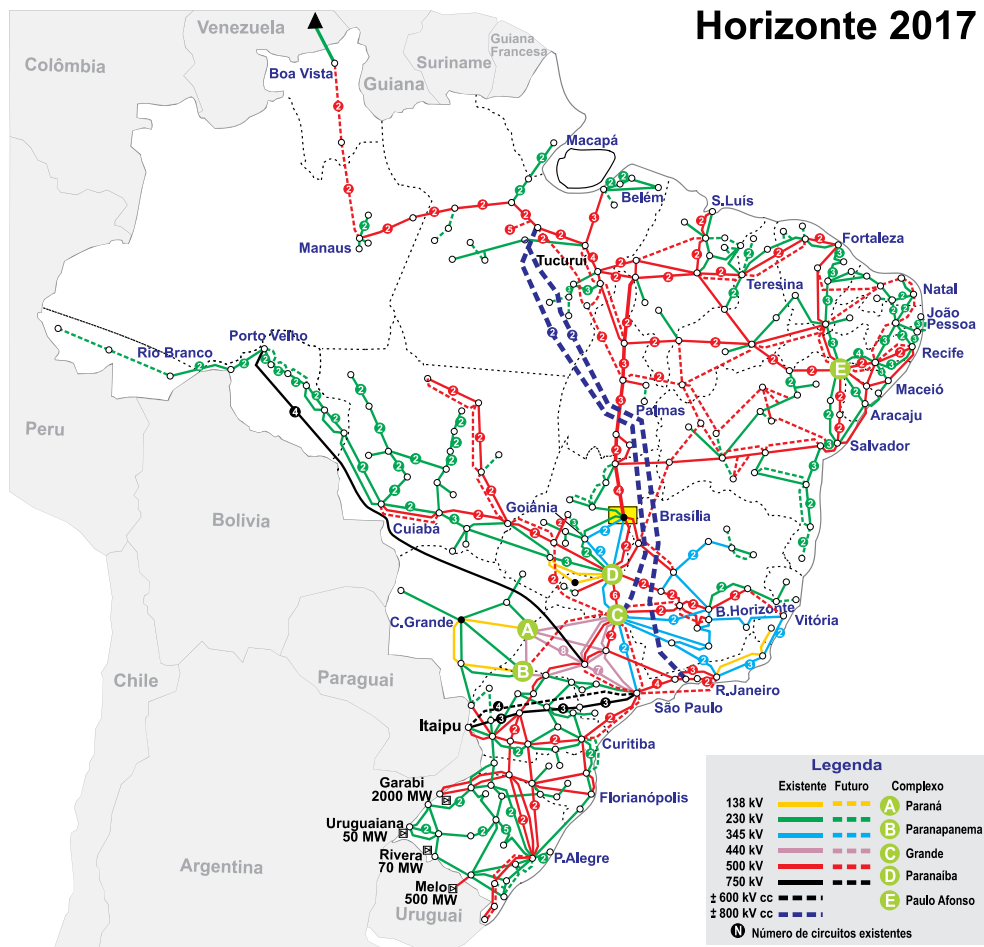 Horizonte 2017
Venezuela
Guiana
Francesa
Suriname
Colômbia
Boa Vista
Guiana
Macapá
Belém
S.Luís
Manaus
Fortaleza
Tucuruí
Teresina
Natal
João
Pessoa
Porto Velho
Rio Branco
Recife
E
Maceió
Palmas
Aracaju
Peru
Salvador
Goiânia
Brasília
Bolívia
Cuiabá
D
B.Horizonte
C
Vitória
C.Grande
A
B
Chile
Paraguai
R.Janeiro
São Paulo
Itaipu
Curitiba
Garabi
2000 MW
Florianópolis
Uruguaiana
50 MW
Rivera
70 MW
P.Alegre
Argentina
Melo
500 MW
Uruguai
Legenda
Existente Futuro Complexo
138 kV A Paraná
230 kV B Paranapanema
345 kV
440 kV C Grande
500 kV D Paranaíba
750 kV
± 600 kV cc E Paulo Afonso
± 800 kV cc
N Número de circuitos existentes